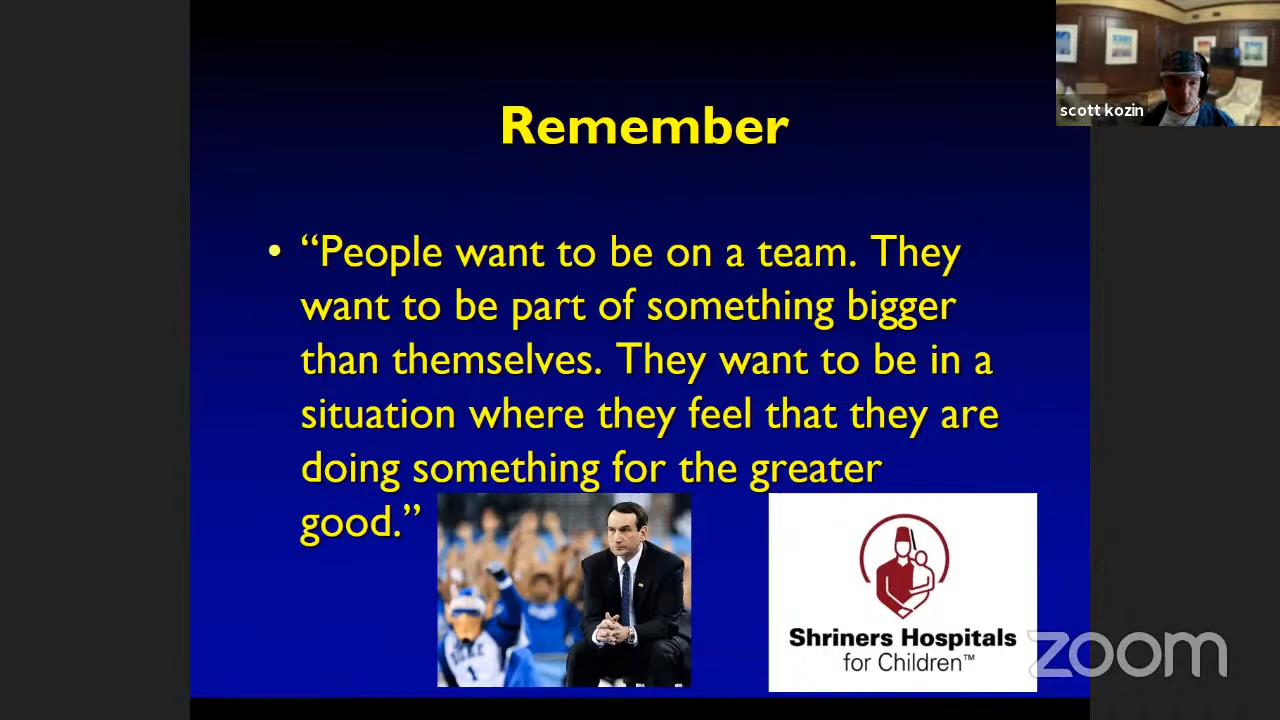 scott kozin
Remember
• “People want to be on a team. They
want to be part of something bigger
than themselves. They want to be in a
situation where they feel that they are
doing something for the greater
good.”
DUKE
1
Shriners Hospitals
for Children™
zoom